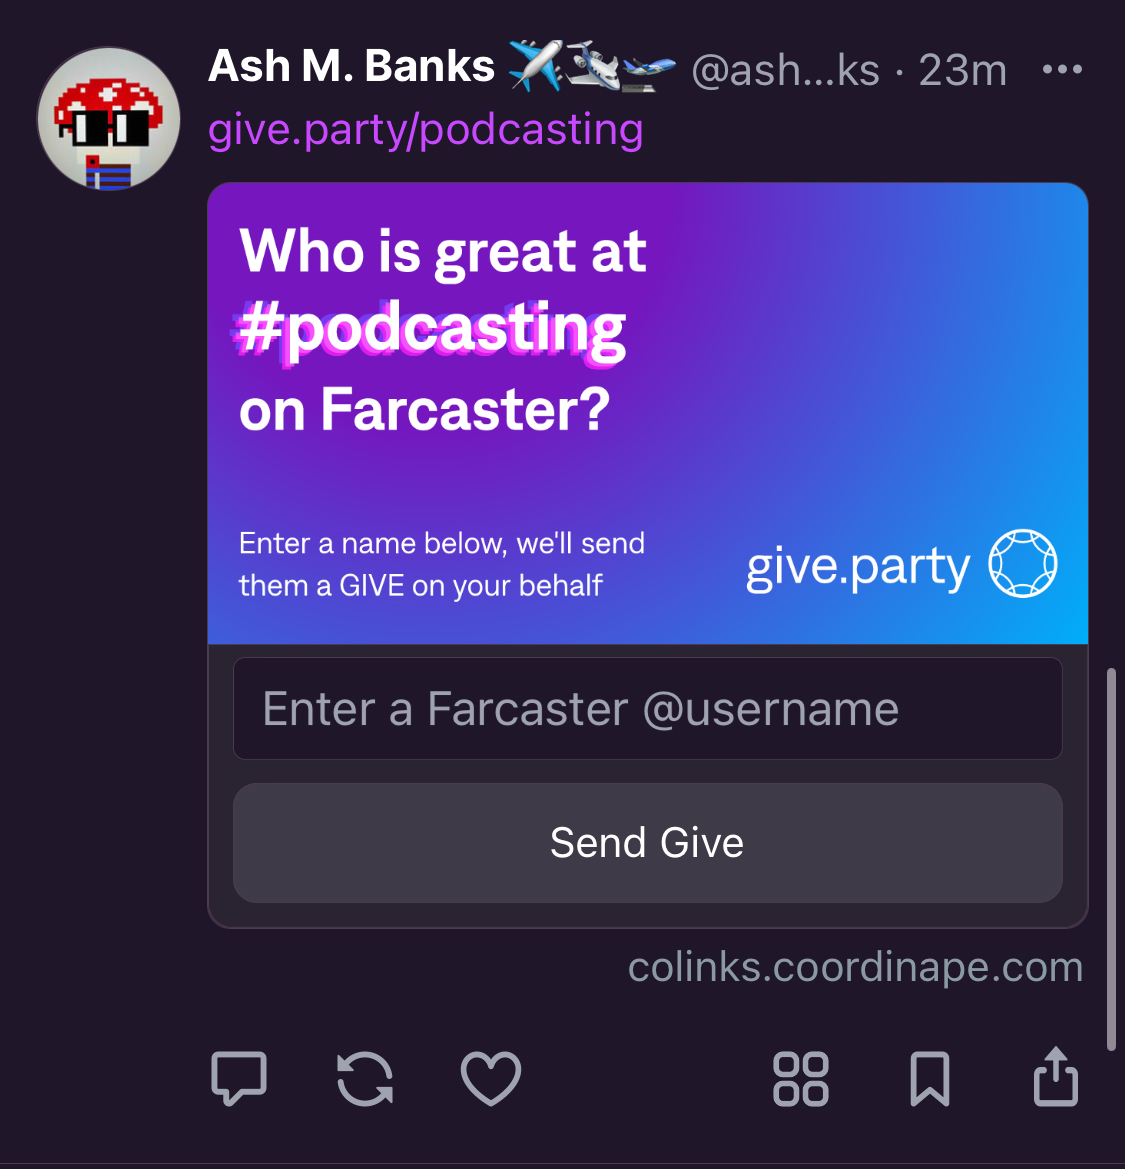 Ash M. Banks ✈️🛩️🛫 @ash...ks · 23m
give.party/podcasting
Who is great at
#podcasting
on Farcaster?
Enter a name below, we'll send
them a GIVE on your behalf
give.party
Enter a Farcaster @username
Send Give
colinks.coordinape.com